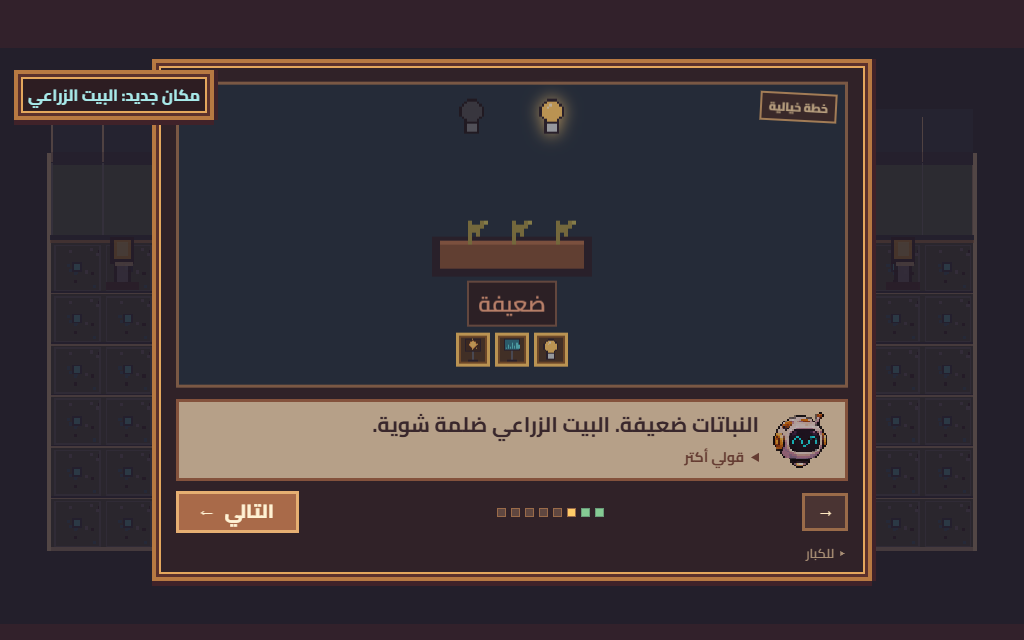 مكان جديد: البيت الزراعي
خطة خيالية
ضعيفة
النباتات ضعيفة. البيت الزراعي ضلمة شوية.
◂ قولي أكتر
→
التالي ←
‣ للكبار